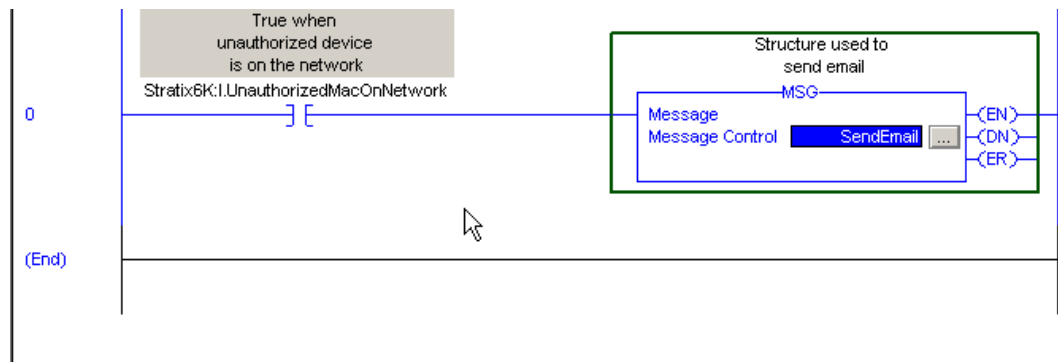 True when
unauthorized device
is on the network
Stratix6K:I.UnauthorizedMacOnNetwork
Structure used to
send email
MSG
0
Message
Message Control SendEmail ...
(EN)
(DN)
(ER)
(End)